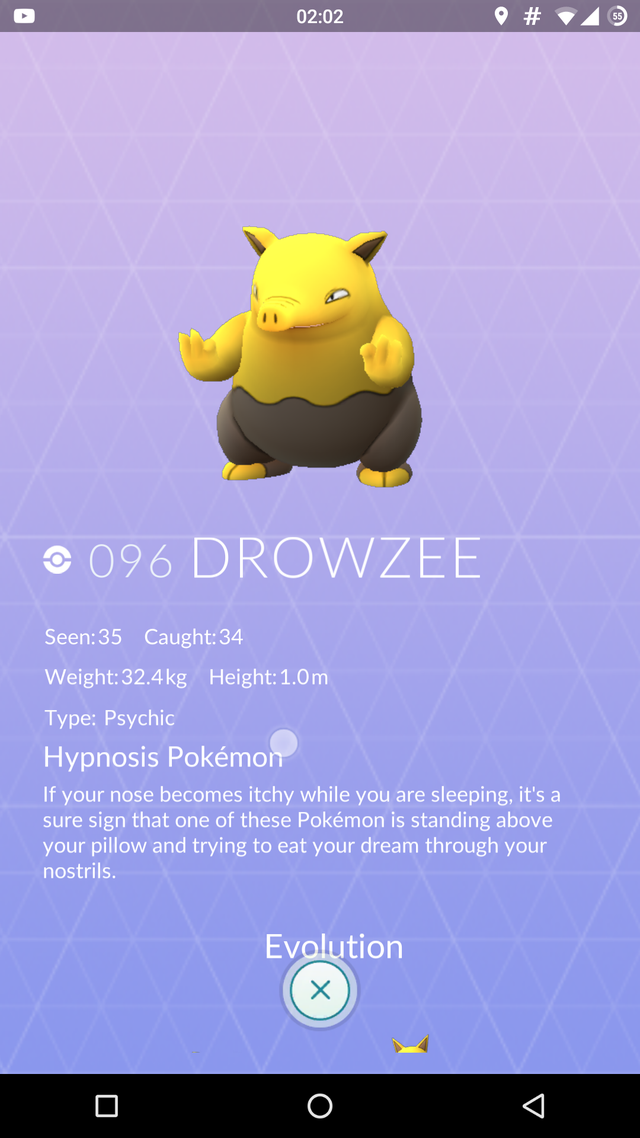 02:02
#
55
096 DROWZEE
Seen:35 Caught:34
Weight:32.4kg Height:1.0m
Type: Psychic
Hypnosis Pokémon
If your nose becomes itchy while you are sleeping, it's a
sure sign that one of these Pokémon is standing above
your pillow and trying to eat your dream through your
nostrils.
Evolution